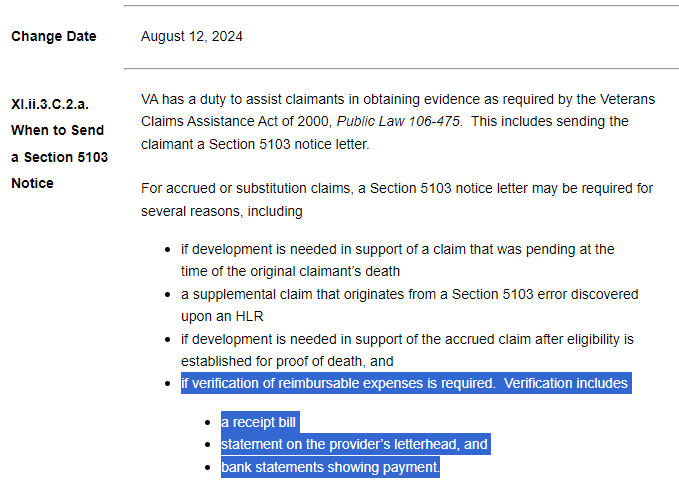 Change Date
August 12, 2024
XI.ii.3.C.2.a.
When to Send
a Section 5103
Notice
VA has a duty to assist claimants in obtaining evidence as required by the Veterans
Claims Assistance Act of 2000, Public Law 106-475.  This includes sending the
claimant a Section 5103 notice letter.
For accrued or substitution claims, a Section 5103 notice letter may be required for
several reasons, including
• if development is needed in support of a claim that was pending at the
time of the original claimant’s death
• a supplemental claim that originates from a Section 5103 error discovered
upon an HLR
• if development is needed in support of the accrued claim after eligibility is
established for proof of death, and
• if verification of reimbursable expenses is required.  Verification includes
• a receipt bill
• statement on the provider’s letterhead, and
• bank statements showing payment.